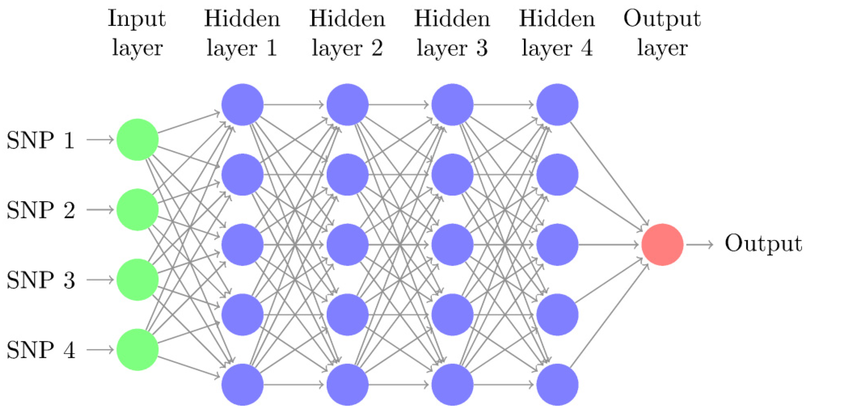 Input
layer
Hidden
layer 1
Hidden
layer 2
Hidden
layer 3
Hidden
layer 4
Output
layer
SNP 1
SNP 2
SNP 3
SNP 4
Output